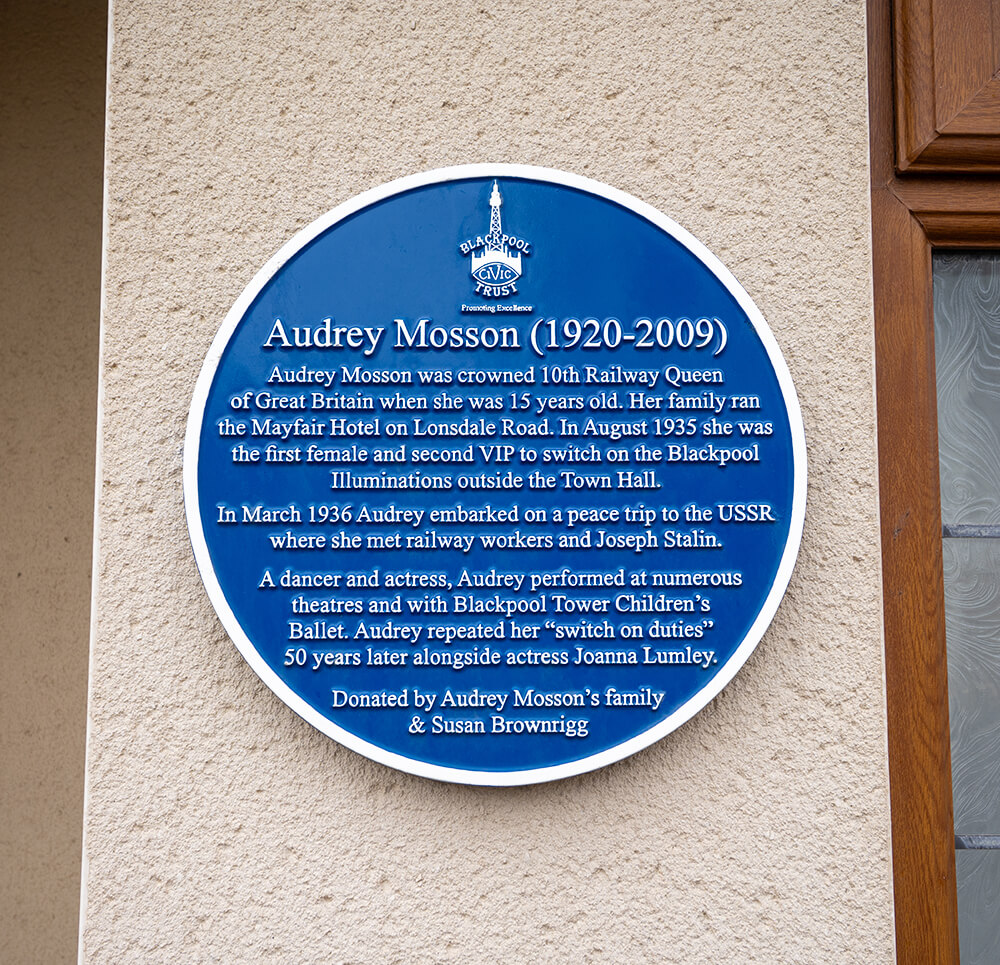 BLACKPOOL
CIVIC
TRUST
Promoting Excellence
Audrey Mosson (1920-2009)
Audrey Mosson was crowned 10th Railway Queen
of Great Britain when she was 15 years old. Her family ran
the Mayfair Hotel on Lonsdale Road. In August 1935 she was
the first female and second VIP to switch on the Blackpool
Illuminations outside the Town Hall.
In March 1936 Audrey embarked on a peace trip to the USSR
where she met railway workers and Joseph Stalin.
A dancer and actress, Audrey performed at numerous
theatres and with Blackpool Tower Children’s
Ballet. Audrey repeated her “switch on duties”
50 years later alongside actress Joanna Lumley.
Donated by Audrey Mosson’s family
& Susan Brownrigg